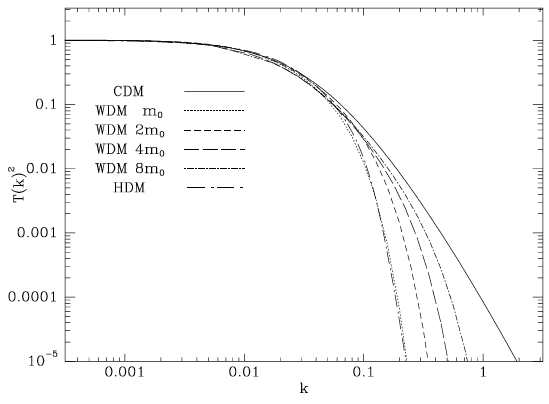 1
0.1
0.01
0.001
0.0001
10⁻⁵
T(k)²
CDM
WDM m₀
WDM 2m₀
WDM 4m₀
WDM 8m₀
HDM
0.001
0.01
0.1
1
k